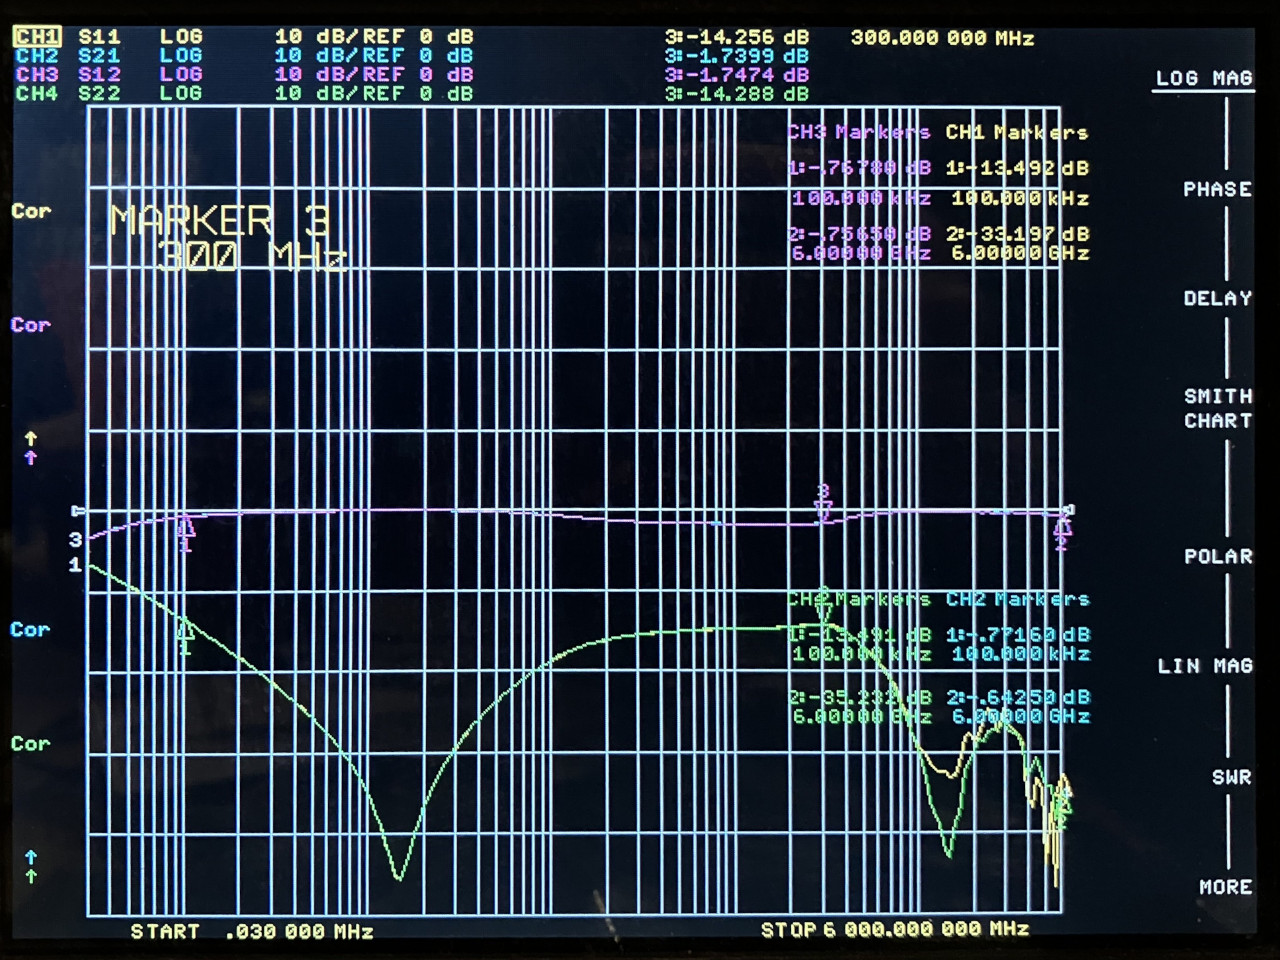 CH1 S11 LOG 10 dB/REF 0 dB 3:-14.256 dB 300.000 000 MHz
CH2 S21 LOG 10 dB/REF 0 dB 3:-1.7399 dB
CH3 S12 LOG 10 dB/REF 0 dB 3:-1.7474 dB
CH4 S22 LOG 10 dB/REF 0 dB 3:-14.288 dB
LOG MAG
CH3 Markers CH1 Markers
1:-.76780 dB 1:-13.492 dB
100.000 kHz 100.000 kHz
2:-.75650 dB 2:-33.197 dB
6.00000 GHz 6.00000 GHz
PHASE
Cor
MARKER 3
300 MHz
DELAY
Cor
SMITH
CHART
↑
↑
3
3
1
1
2
POLAR
CH4 Markers CH2 Markers
1:-13.491 dB 1:-.77160 dB
100.000 kHz 100.000 kHz
2:-35.232 dB 2:-.64250 dB
6.00000 GHz 6.00000 GHz
Cor
1
LIN MAG
Cor
SWR
↑
↑
MORE
START .030 000 MHz STOP 6 000.000 000 MHz